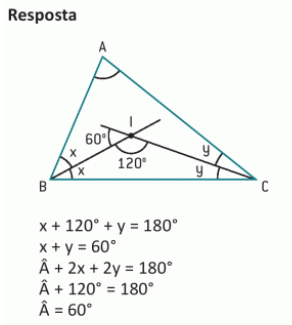 Resposta
A
I
60°
x
x
120°
y
y
B
C
x + 120° + y = 180°
x + y = 60°
Â + 2x + 2y = 180°
Â + 120° = 180°
Â = 60°